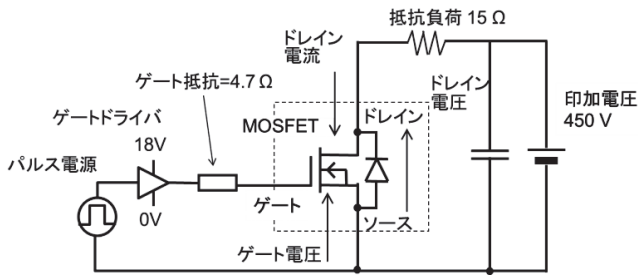 抵抗負荷 15 Ω
ドレイン
電流
ゲート抵抗=4.7 Ω
ドレイン
電圧
印加電圧
450 V
ゲートドライバ
18V
MOSFET
ドレイン
パルス電源
0V
ゲート
ソース
ゲート電圧